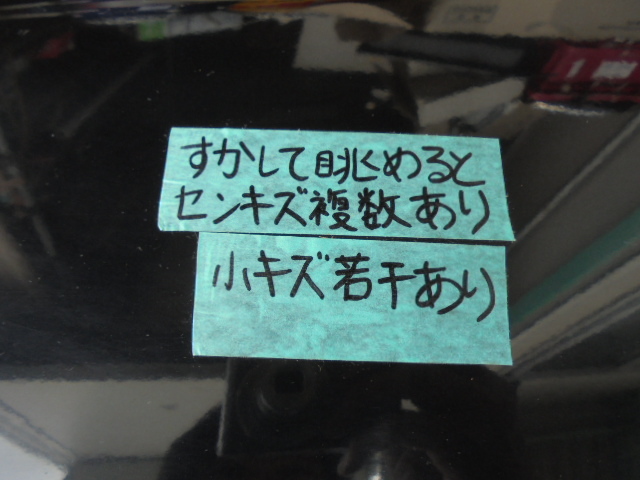 すかして眺めると
センキズ複数あり
小キズ若干あり